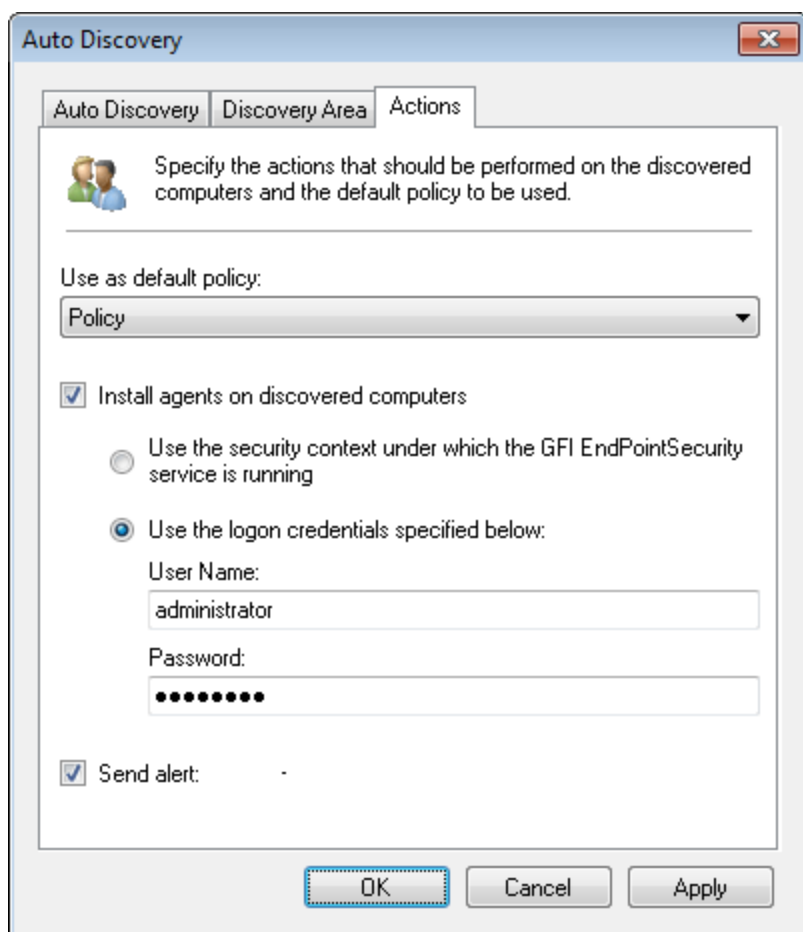 Auto Discovery
Auto Discovery Discovery Area Actions
Specify the actions that should be performed on the discovered
computers and the default policy to be used.
Use as default policy:
Policy
Install agents on discovered computers
Use the security context under which the GFI EndPointSecurity
service is running
Use the logon credentials specified below:
User Name:
administrator
Password:
••••••••
Send alert: -
OK Cancel Apply